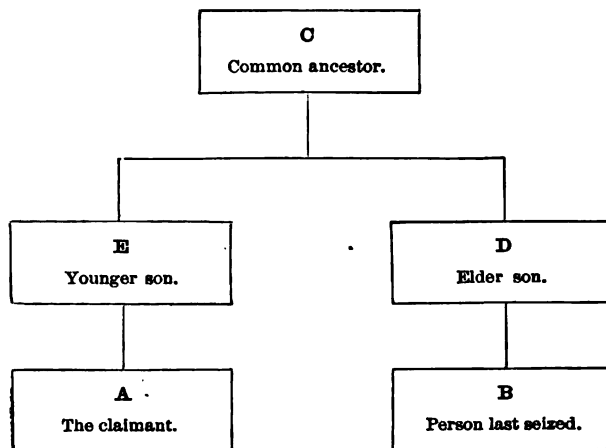 C
Common ancestor.
E
Younger son.
D
Elder son.
A
The claimant.
B
Person last seized.